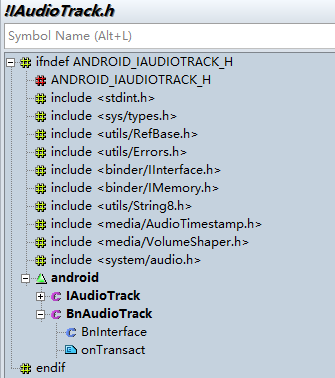 !!AudioTrack.h
Symbol Name (Alt+L)
ifndef ANDROID_IAUDIOTRACK_H
ANDROID_IAUDIOTRACK_H
include <stdint.h>
include <sys/types.h>
include <utils/RefBase.h>
include <utils/Errors.h>
include <binder/IInterface.h>
include <binder/IMemory.h>
include <utils/String8.h>
include <media/AudioTimestamp.h>
include <media/VolumeShaper.h>
include <system/audio.h>
android
IAudioTrack
BnAudioTrack
BnInterface
onTransact
endif